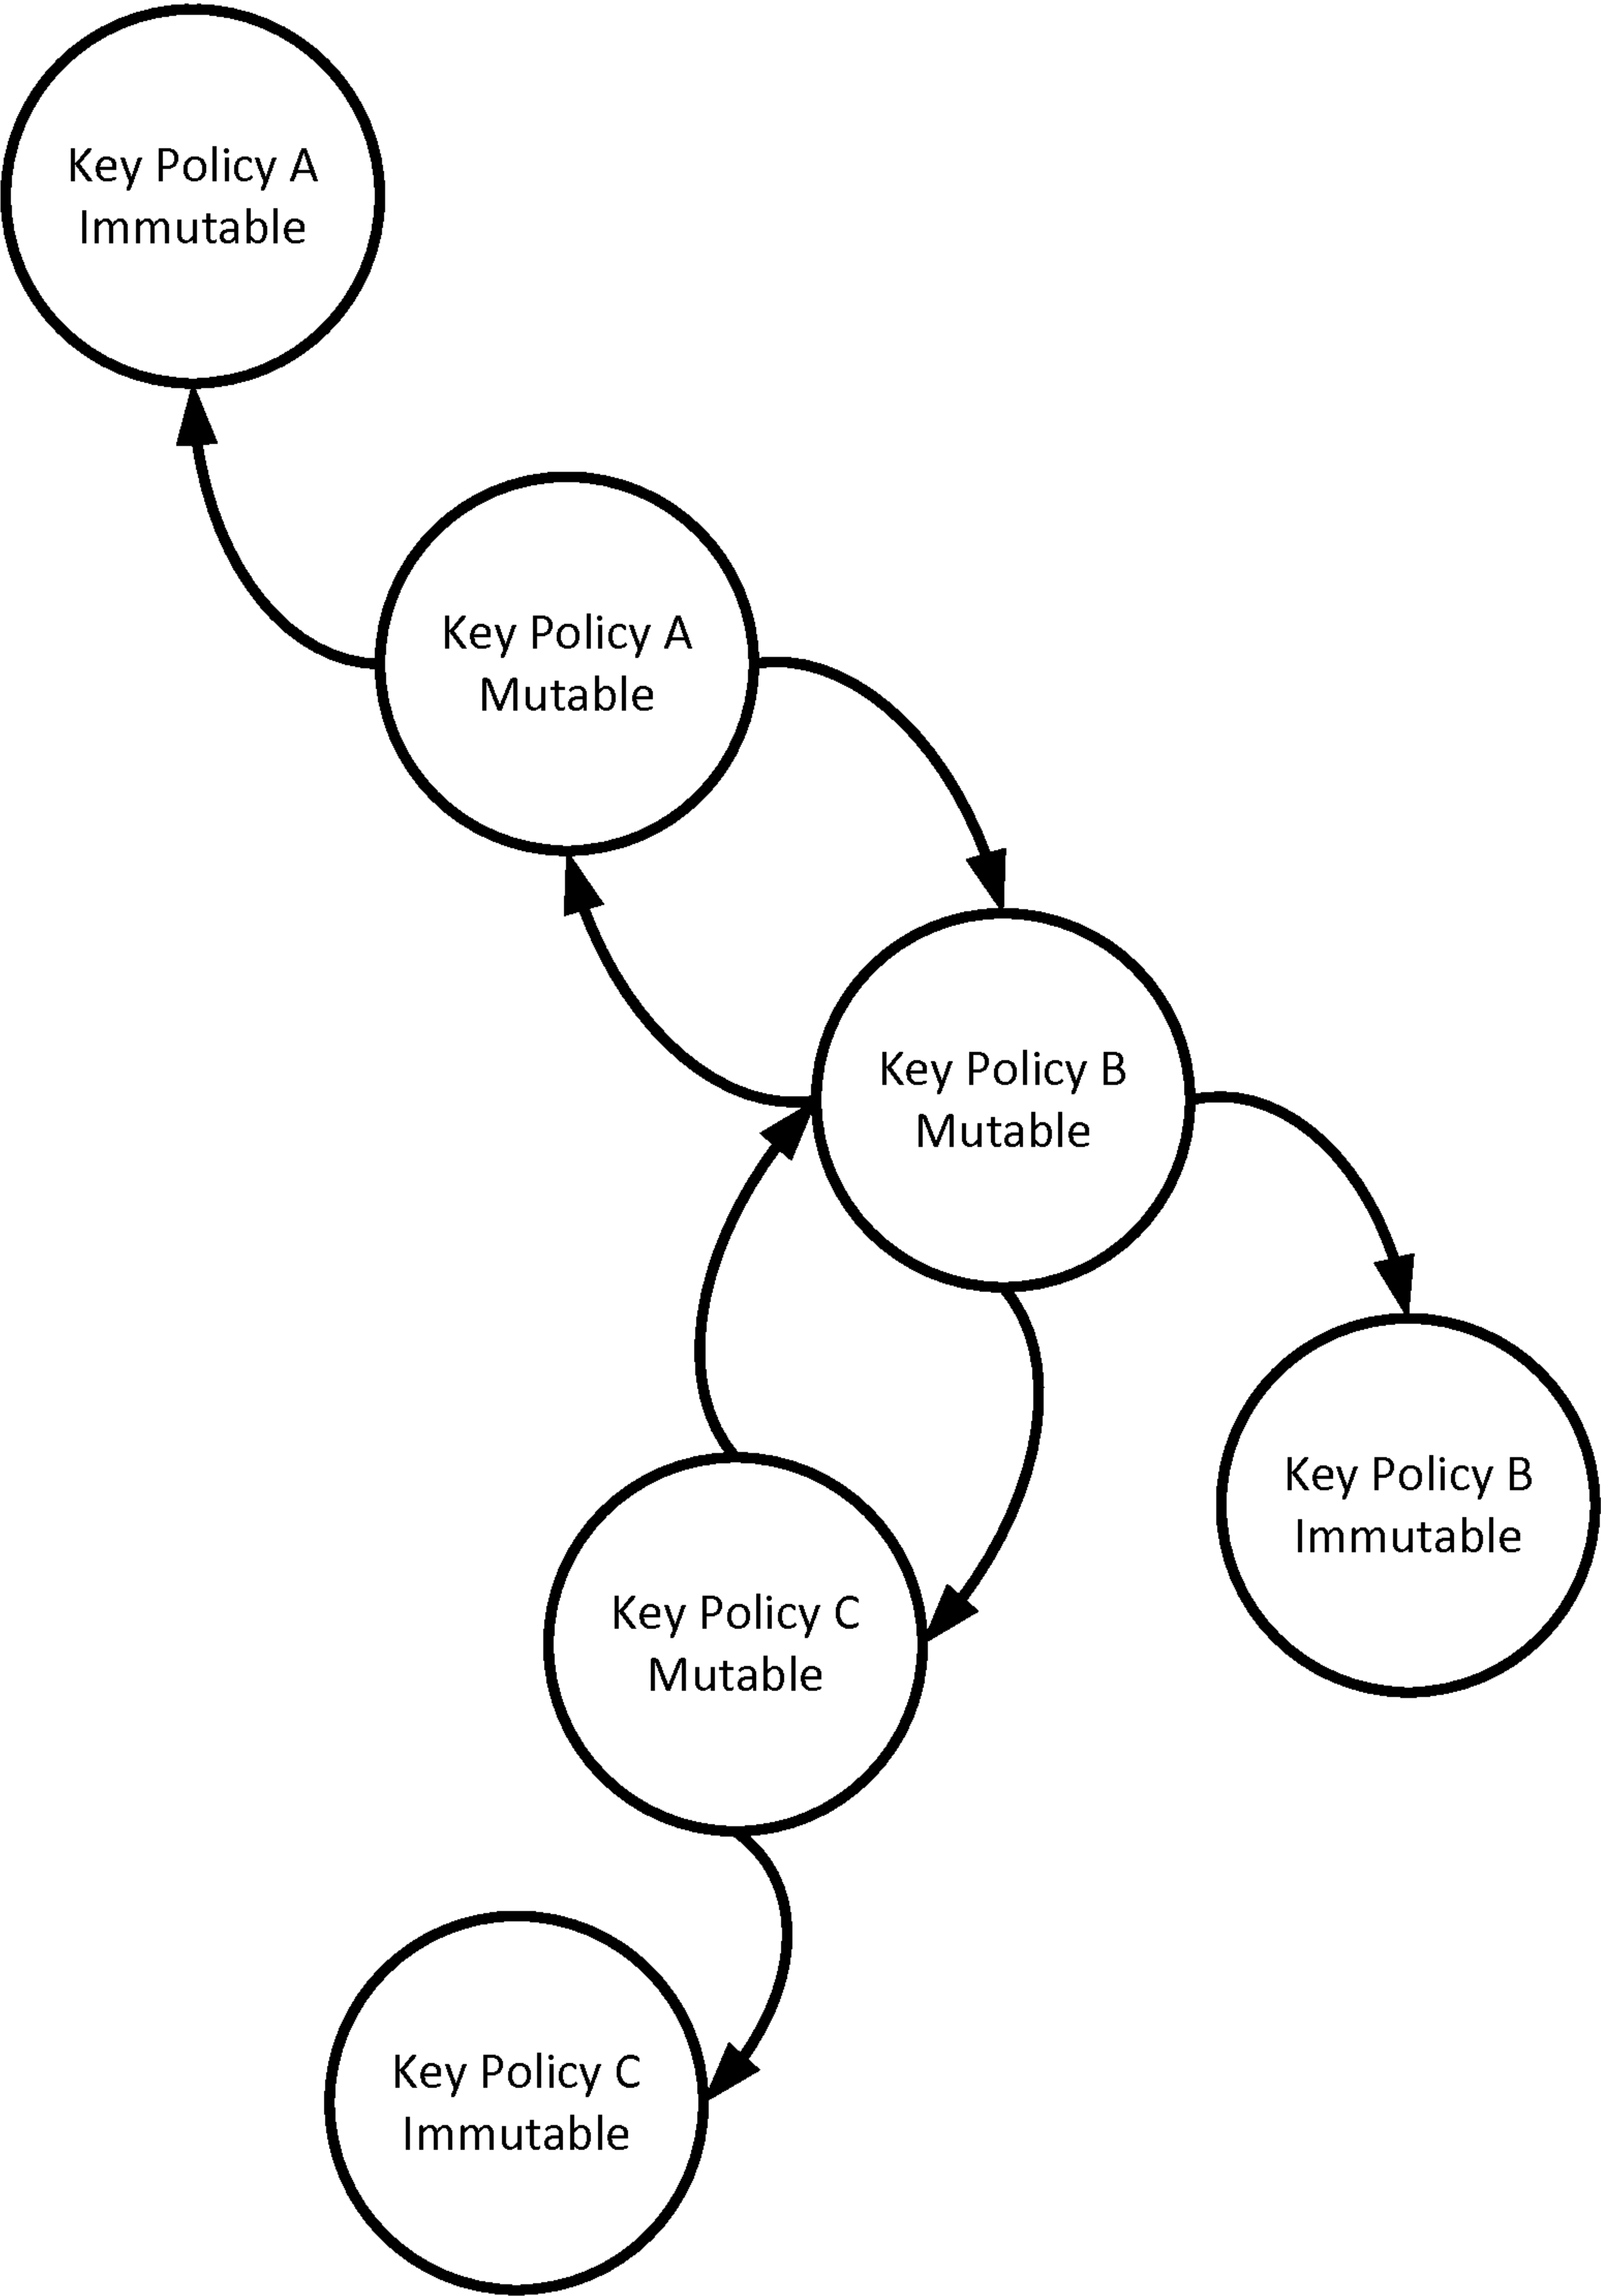 Key Policy A
Immutable
Key Policy A
Mutable
Key Policy B
Mutable
Key Policy B
Immutable
Key Policy C
Mutable
Key Policy C
Immutable